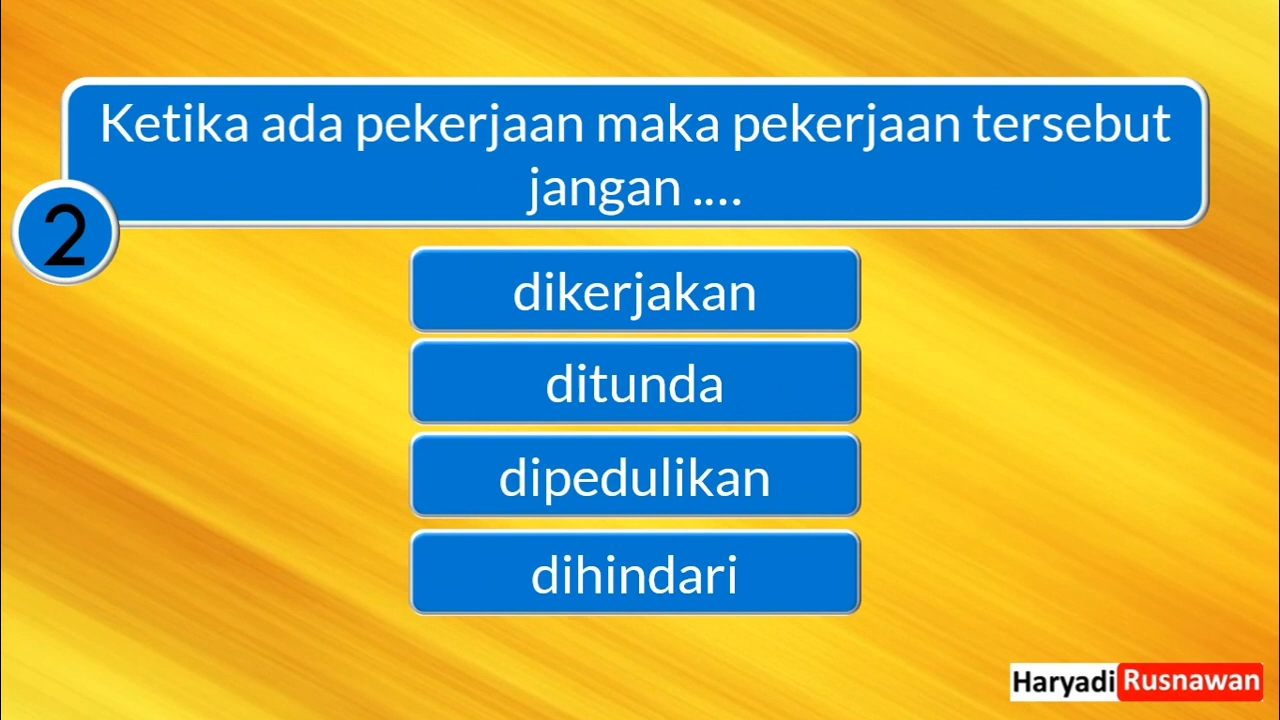 Ketika ada pekerjaan maka pekerjaan tersebut
jangan ....
2
dikerjakan
ditunda
dipedulikan
dihindari
Haryadi Rusnawan